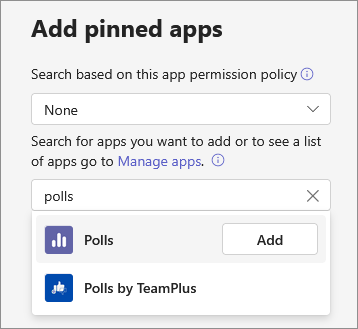 Add pinned apps
Search based on this app permission policy
None
Search for apps you want to add or to see a list
of apps go to Manage apps.
polls
Polls
Add
Polls by TeamPlus